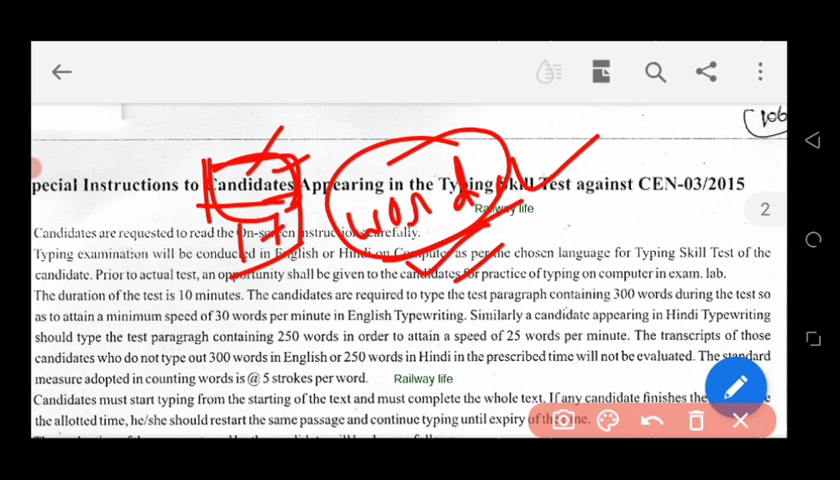 106
pecial Instructions to Candidates Appearing in the Typing Skill Test against CEN-03/2015
2
Railway life
17
word
Candidates are requested to read the On-screen instructions carefully.
Typing examination will be conducted in English or Hindi on Computer as per the chosen language for Typing Skill Test of the
candidate. Prior to actual test, an opportunity shall be given to the candidates for practice of typing on computer in exam. lab.
The duration of the test is 10 minutes. The candidates are required to type the test paragraph containing 300 words during the test so
as to attain a minimum speed of 30 words per minute in English Typewriting. Similarly a candidate appearing in Hindi Typewriting
should type the test paragragh containing 250 words in order to attain a speed of 25 words per minute. The transcripts of those
candidates who do not type out 300 words in English or 250 words in Hindi in the prescribed time will not be evaluated. The standard
measure adopted in counting words is @ 5 strokes per word.
Railway life
Candidates must start typing from the starting of the text and must complete the whole text. If any candidate finishes the
the allotted time, he/she should restart the same passage and continue typing until expiry of the time.